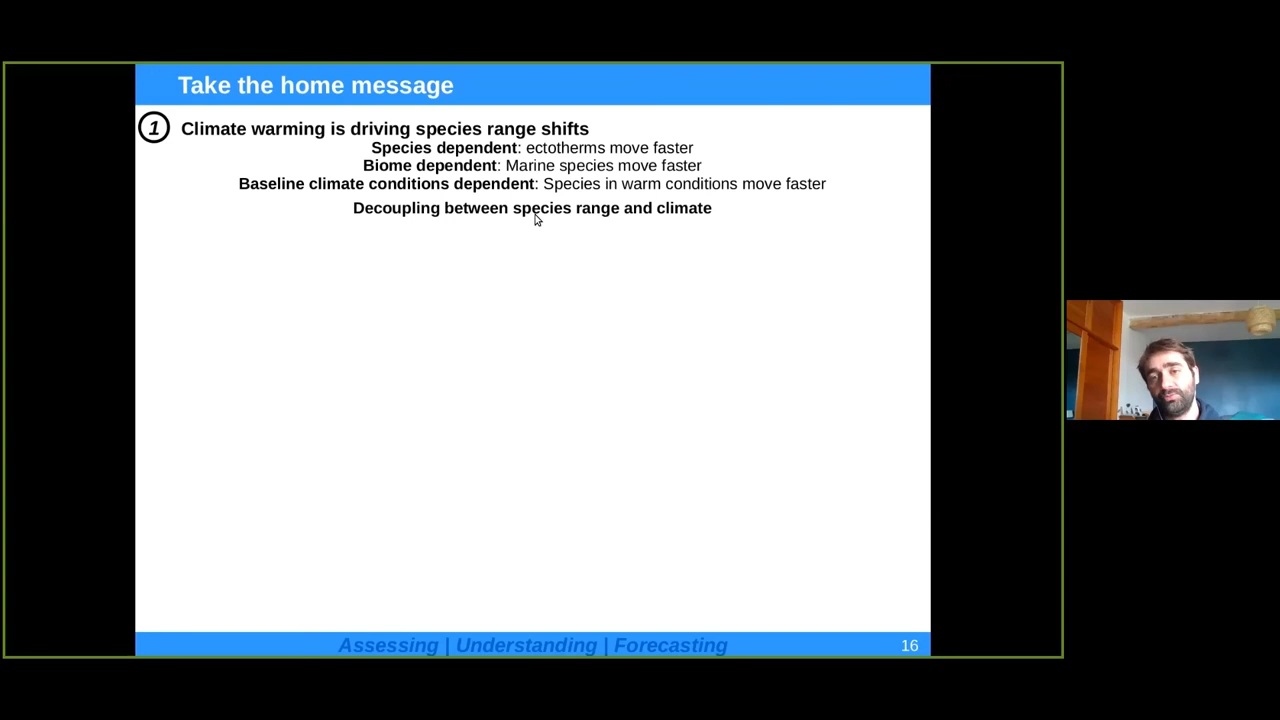 Take the home message
1 Climate warming is driving species range shifts
Species dependent: ectotherms move faster
Biome dependent: Marine species move faster
Baseline climate conditions dependent: Species in warm conditions move faster
Decoupling between species range and climate
Assessing | Understanding | Forecasting 16